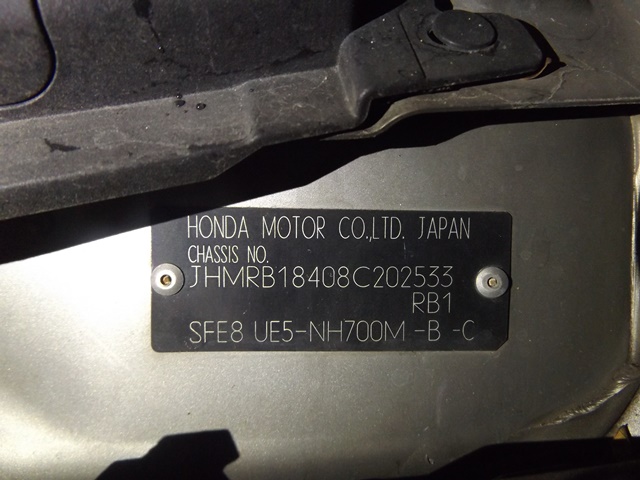 HONDA MOTOR CO.,LTD. JAPAN
CHASSIS NO.
JHMRB18408C202533
RB1
SFE8 UE5-NH700M -B -C